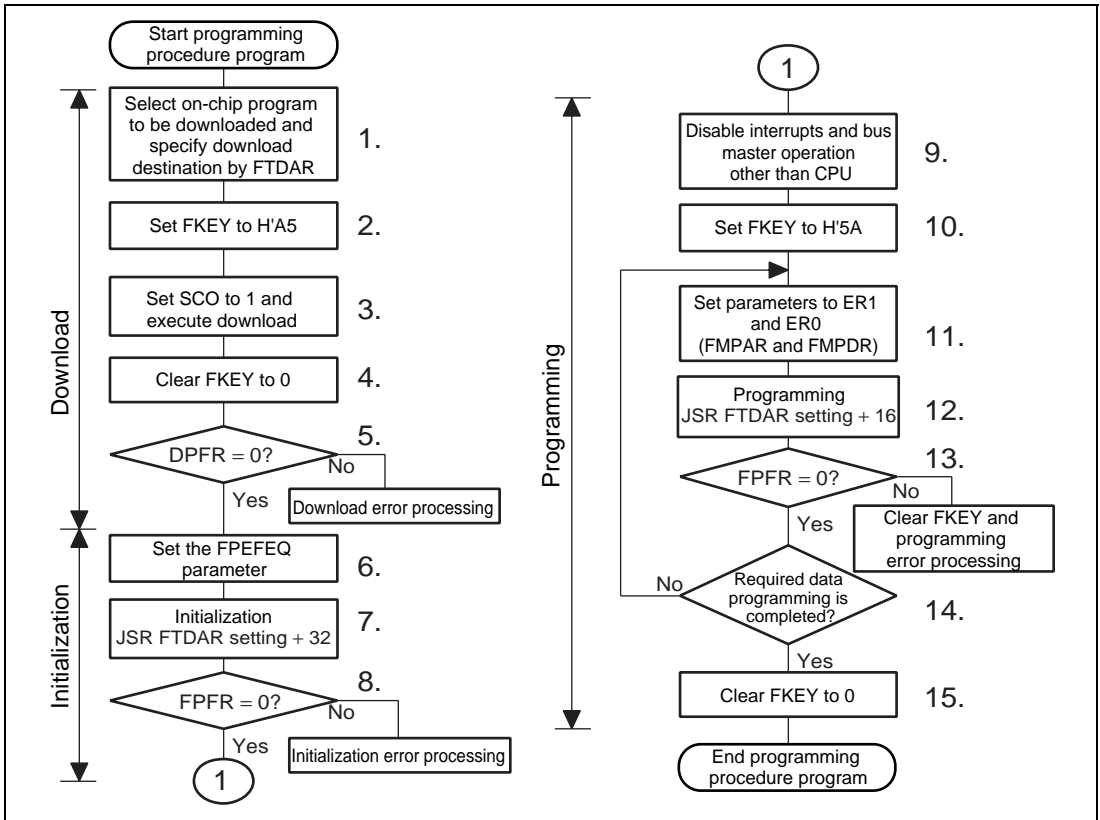 Start programming
procedure program
Download
Select on-chip program
to be downloaded and
specify download
destination by FTDAR
1.
Set FKEY to H'A5
2.
Set SCO to 1 and
execute download
3.
Clear FKEY to 0
4.
DPFR = 0?
5.
No
Yes
Download error processing
Initialization
Set the FPEFEQ
parameter
6.
Initialization
JSR FTDAR setting + 32
7.
FPFR = 0?
8.
No
Yes
Initialization error processing
1
1
Programming
Disable interrupts and bus
master operation
other than CPU
9.
Set FKEY to H'5A
10.
Set parameters to ER1
and ER0
(FMPAR and FMPDR)
11.
Programming
JSR FTDAR setting + 16
12.
FPFR = 0?
13.
No
Yes
Clear FKEY and
programming
error processing
Required data
programming is
completed?
14.
No
Yes
Clear FKEY to 0
15.
End programming
procedure program